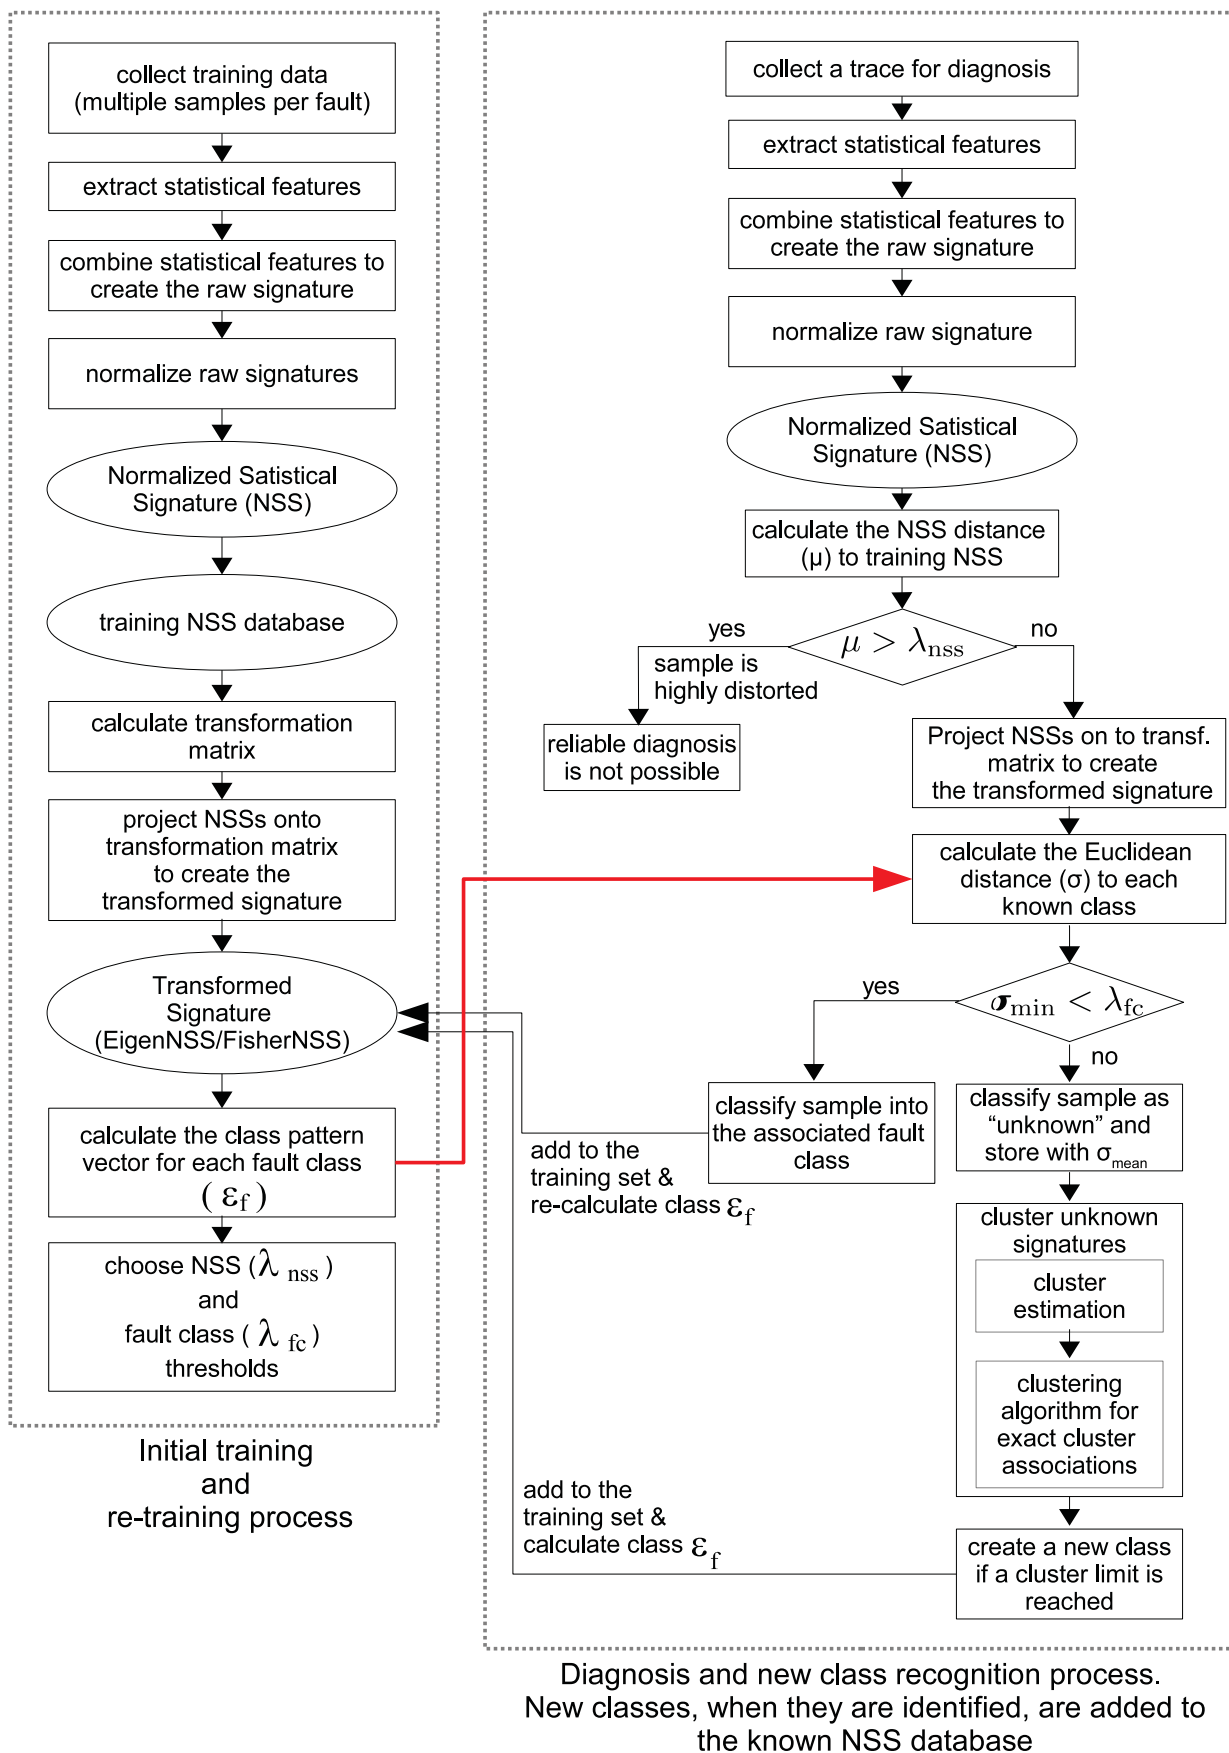 collect training data
(multiple samples per fault)
extract statistical features
combine statistical features to
create the raw signature
normalize raw signatures
Normalized Satistical
Signature (NSS)
training NSS database
calculate transformation
matrix
project NSSs onto
transformation matrix
to create the
transformed signature
Transformed
Signature
(EigenNSS/FisherNSS)
calculate the class pattern
vector for each fault class
( ε_f )
choose NSS (λ_nss)
and
fault class ( λ_fc)
thresholds
Initial training
and
re-training process
collect a trace for diagnosis
extract statistical features
combine statistical features to
create the raw signature
normalize raw signature
Normalized Satistical
Signature (NSS)
calculate the NSS distance
(μ) to training NSS
μ > λ_nss
yes
no
sample is
highly distorted
reliable diagnosis
is not possible
Project NSSs on to transf.
matrix to create
the transformed signature
calculate the Euclidean
distance (σ) to each
known class
σ_min < λ_fc
yes
no
classify sample into
the associated fault
class
add to the
training set &
re-calculate class ε_f
classify sample as
“unknown” and
store with σ_mean
cluster unknown
signatures
cluster
estimation
clustering
algorithm for
exact cluster
associations
create a new class
if a cluster limit is
reached
add to the
training set &
calculate class ε_f
Diagnosis and new class recognition process.
New classes, when they are identified, are added to
the known NSS database